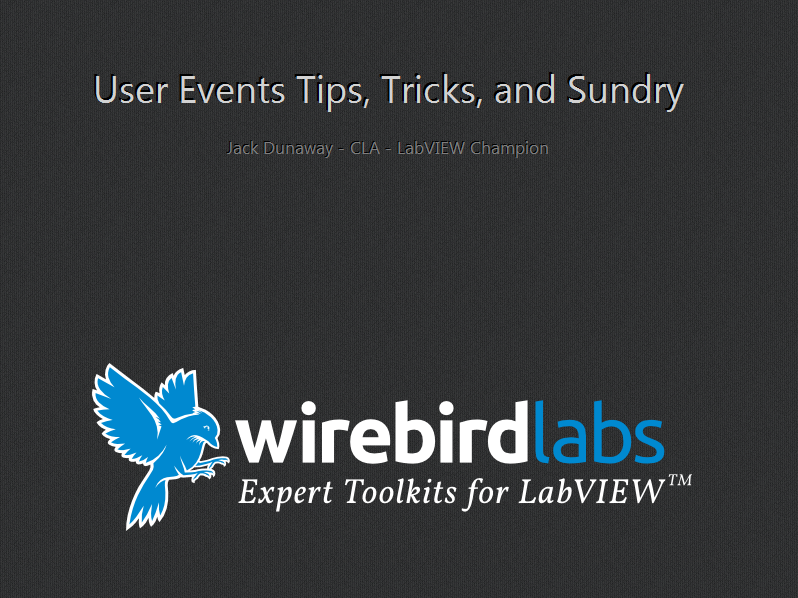 User Events Tips, Tricks, and Sundry
Jack Dunaway - CLA - LabVIEW Champion
wirebirdlabs
Expert Toolkits for LabVIEW™